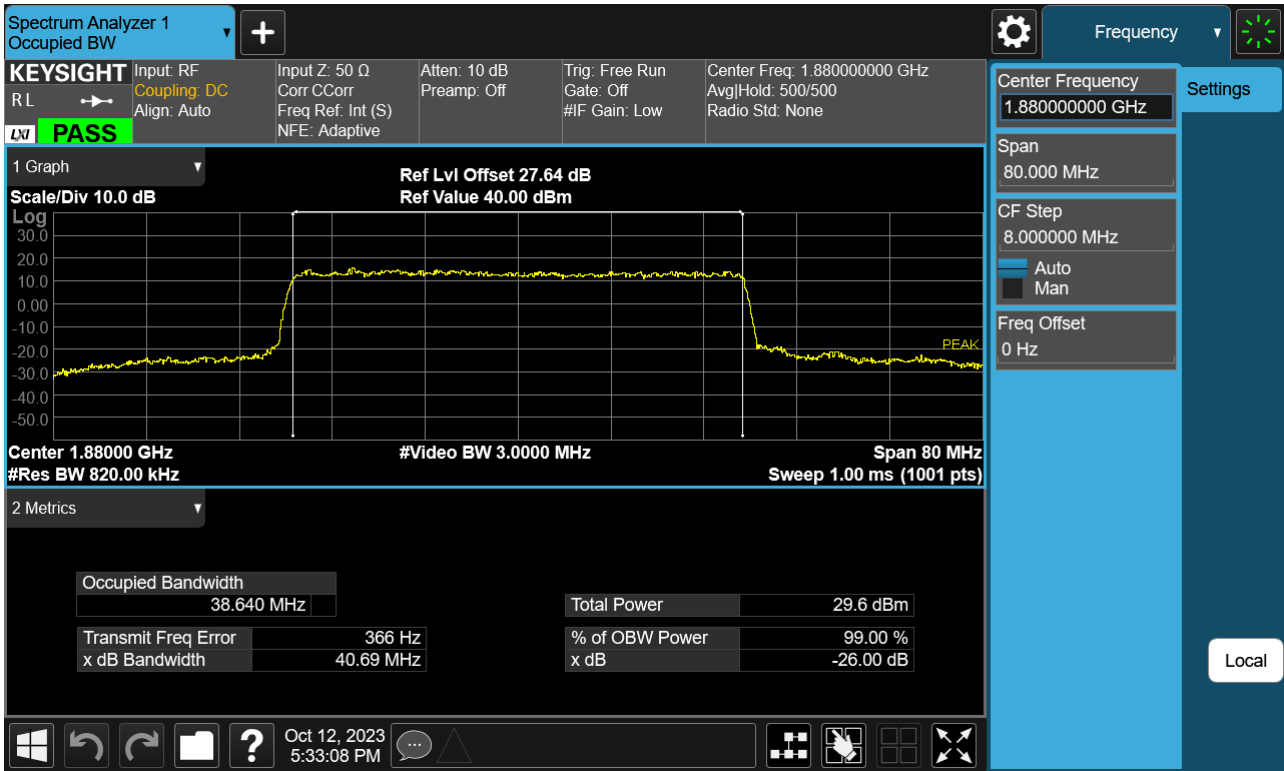 Spectrum Analyzer 1
Occupied BW
Frequency
KEYSIGHT
RL
LXI PASS
Input: RF
Coupling: DC
Align: Auto
Input Z: 50 Ω
Corr CCorr
Freq Ref: Int (S)
NFE: Adaptive
Atten: 10 dB
Preamp: Off
Trig: Free Run
Gate: Off
#IF Gain: Low
Center Freq: 1.880000000 GHz
Avg|Hold: 500/500
Radio Std: None
Center Frequency
1.880000000 GHz
Settings
Span
80.000 MHz
CF Step
8.000000 MHz
Auto
Man
Freq Offset
0 Hz
Local
1 Graph
Scale/Div 10.0 dB
Ref Lvl Offset 27.64 dB
Ref Value 40.00 dBm
Log
30.0
20.0
10.0
0.00
-10.0
-20.0
-30.0
-40.0
-50.0
PEAK
Center 1.88000 GHz
#Video BW 3.0000 MHz
Span 80 MHz
#Res BW 820.00 kHz
Sweep 1.00 ms (1001 pts)
2 Metrics
Occupied Bandwidth
38.640 MHz
Total Power 29.6 dBm
Transmit Freq Error 366 Hz
% of OBW Power 99.00 %
x dB Bandwidth 40.69 MHz
x dB -26.00 dB
?
Oct 12, 2023
5:33:08 PM